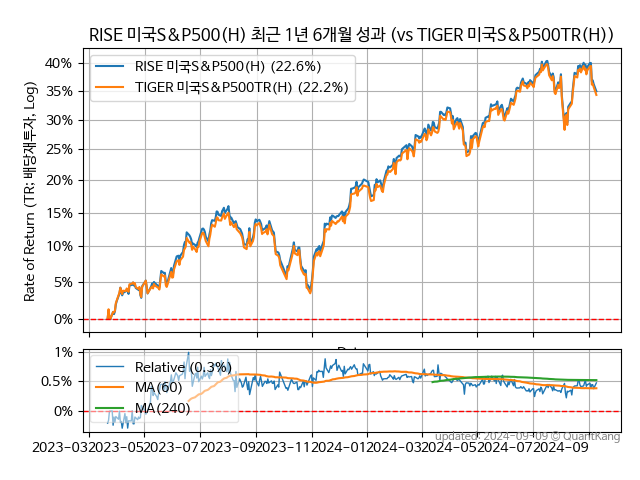 RISE 미국S&P500(H) 최근 1년 6개월 성과 (vs TIGER 미국S&P500TR(H))
Rate of Return (TR: 배당재투자, Log)
40%
35%
30%
25%
20%
15%
10%
5%
0%
RISE 미국S&P500(H) (22.6%)
TIGER 미국S&P500TR(H) (22.2%)
1%
0.5%
0%
Relative (0.3%)
MA(60)
MA(240)
updated: 2024-09-09 © QuantKang
2023-03 2023-05 2023-07 2023-09 2023-11 2024-01 2024-03 2024-05 2024-07 2024-09